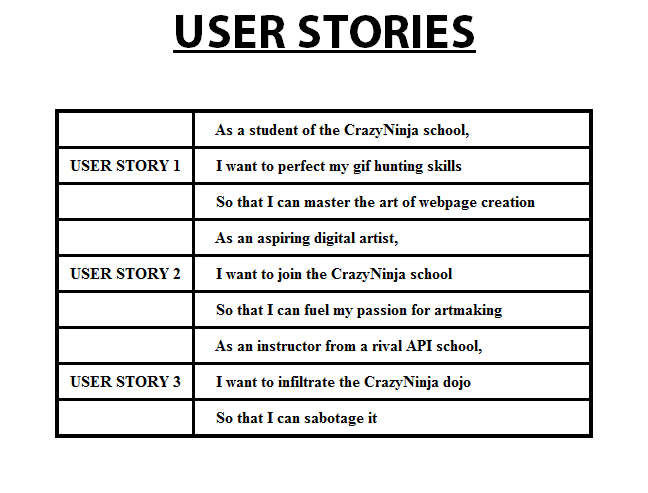 USER STORIES
As a student of the CrazyNinja school,
USER STORY 1 I want to perfect my gif hunting skills
So that I can master the art of webpage creation
As an aspiring digital artist,
USER STORY 2 I want to join the CrazyNinja school
So that I can fuel my passion for artmaking
As an instructor from a rival API school,
USER STORY 3 I want to infiltrate the CrazyNinja dojo
So that I can sabotage it